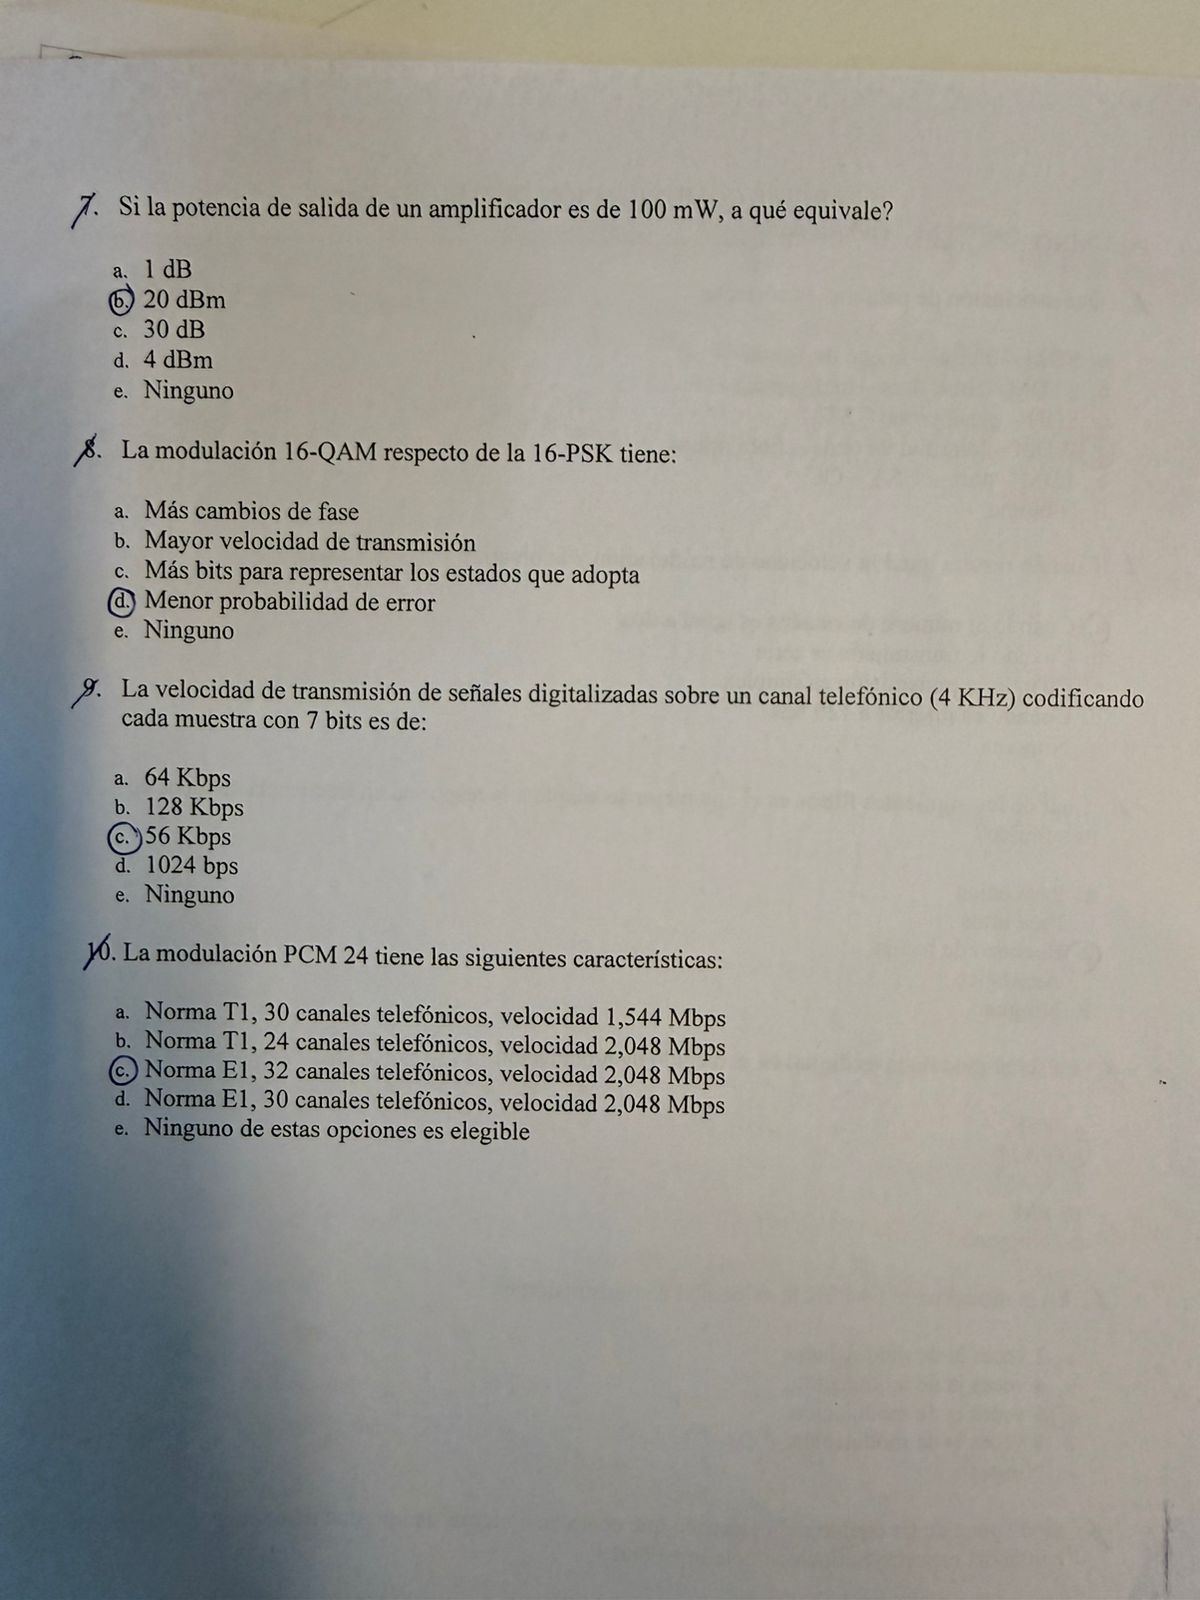 7. Si la potencia de salida de un amplificador es de 100 mW, a qué equivale?
a. 1 dB
b. 20 dBm
c. 30 dB
d. 4 dBm
e. Ninguno
8. La modulación 16-QAM respecto de la 16-PSK tiene:
a. Más cambios de fase
b. Mayor velocidad de transmisión
c. Más bits para representar los estados que adopta
d. Menor probabilidad de error
e. Ninguno
9. La velocidad de transmisión de señales digitalizadas sobre un canal telefónico (4 KHz) codificando
cada muestra con 7 bits es de:
a. 64 Kbps
b. 128 Kbps
c. 56 Kbps
d. 1024 bps
e. Ninguno
10. La modulación PCM 24 tiene las siguientes características:
a. Norma T1, 30 canales telefónicos, velocidad 1,544 Mbps
b. Norma T1, 24 canales telefónicos, velocidad 2,048 Mbps
c. Norma E1, 32 canales telefónicos, velocidad 2,048 Mbps
d. Norma E1, 30 canales telefónicos, velocidad 2,048 Mbps
e. Ninguno de estas opciones es elegible